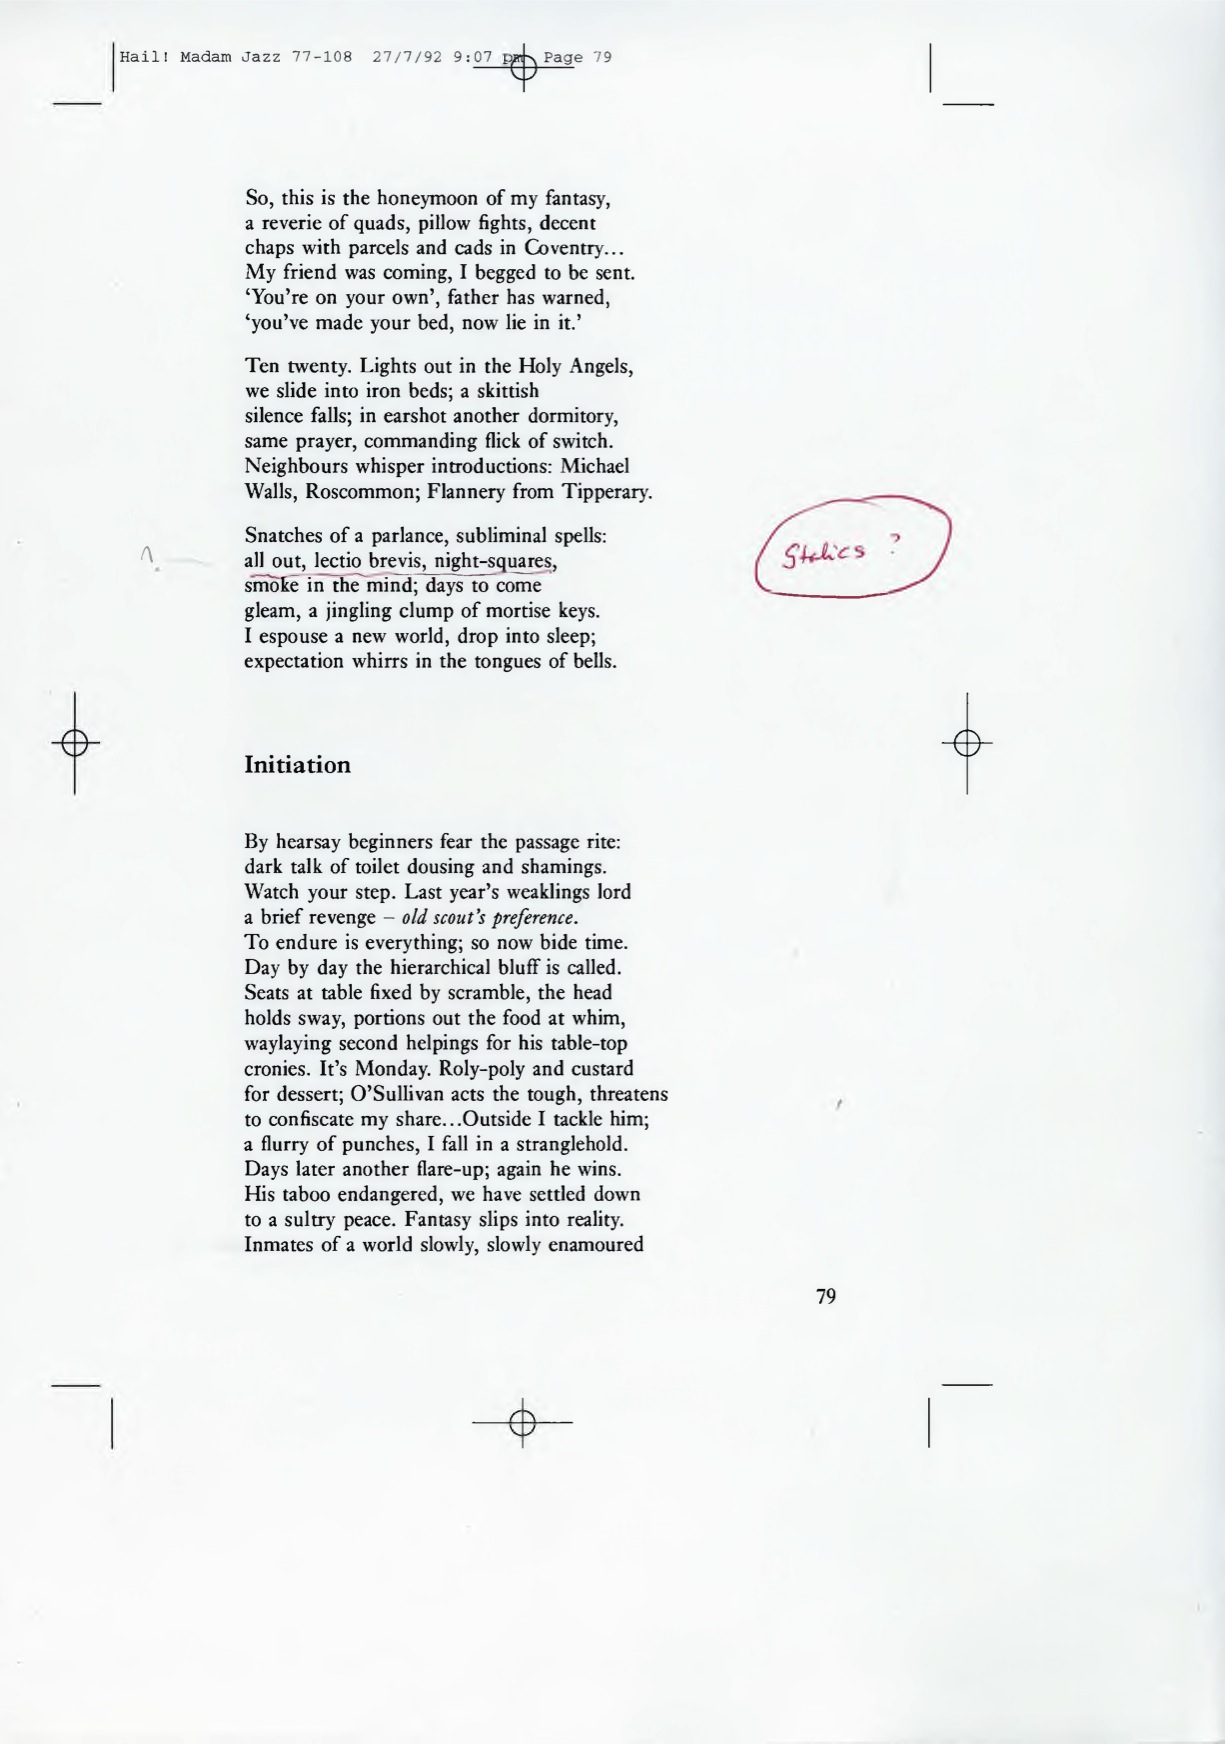 Hail! Madam Jazz 77-108 27/7/92 9:07 pm Page 79
So, this is the honeymoon of my fantasy,
a reverie of quads, pillow fights, decent
chaps with parcels and cads in Coventry...
My friend was coming, I begged to be sent.
‘You're on your own’, father has warned,
‘you've made your bed, now lie in it.’
Ten twenty. Lights out in the Holy Angels,
we slide into iron beds; a skittish
silence falls; in earshot another dormitory,
same prayer, commanding flick of switch.
Neighbours whisper introductions: Michael
Walls, Roscommon; Flannery from Tipperary.
Snatches of a parlance, subliminal spells:
all out, lectio brevis, night-squares,
Italics ?
smoke in the mind; days to come
gleam, a jingling clump of mortise keys.
I espouse a new world, drop into sleep;
expectation whirrs in the tongues of bells.
Initiation
By hearsay beginners fear the passage rite:
dark talk of toilet dousing and shamings.
Watch your step. Last year's weaklings lord
a brief revenge – old scout's preference.
To endure is everything; so now bide time.
Day by day the hierarchical bluff is called.
Seats at table fixed by scramble, the head
holds sway, portions out the food at whim,
waylaying second helpings for his table-top
cronies. It's Monday. Roly-poly and custard
for dessert; O'Sullivan acts the tough, threatens
to confiscate my share...Outside I tackle him;
a flurry of punches, I fall in a stranglehold.
Days later another flare-up; again he wins.
His taboo endangered, we have settled down
to a sultry peace. Fantasy slips into reality.
Inmates of a world slowly, slowly enamoured
79